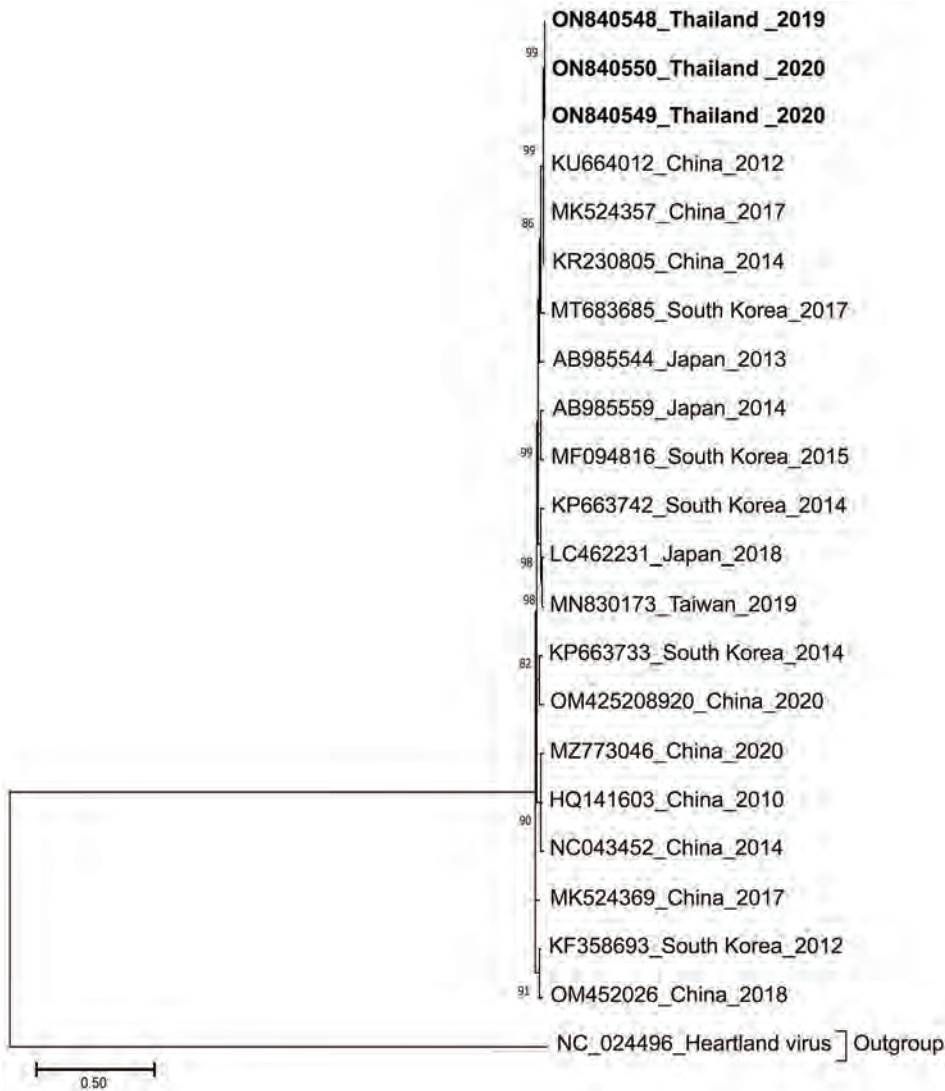 ON840548_Thailand _2019
99
ON840550_Thailand _2020
ON840549_Thailand _2020
99
KU664012_China_2012
86
MK524357_China_2017
KR230805_China_2014
MT683685_South Korea_2017
AB985544_Japan_2013
AB985559_Japan_2014
99
MF094816_South Korea_2015
KP663742_South Korea_2014
98
LC462231_Japan_2018
98
MN830173_Taiwan_2019
82
KP663733_South Korea_2014
OM425208920_China_2020
MZ773046_China_2020
HQ141603_China_2010
90
NC043452_China_2014
MK524369_China_2017
KF358693_South Korea_2012
91
OM452026_China_2018
NC_024496_Heartland virus Outgroup
0.50